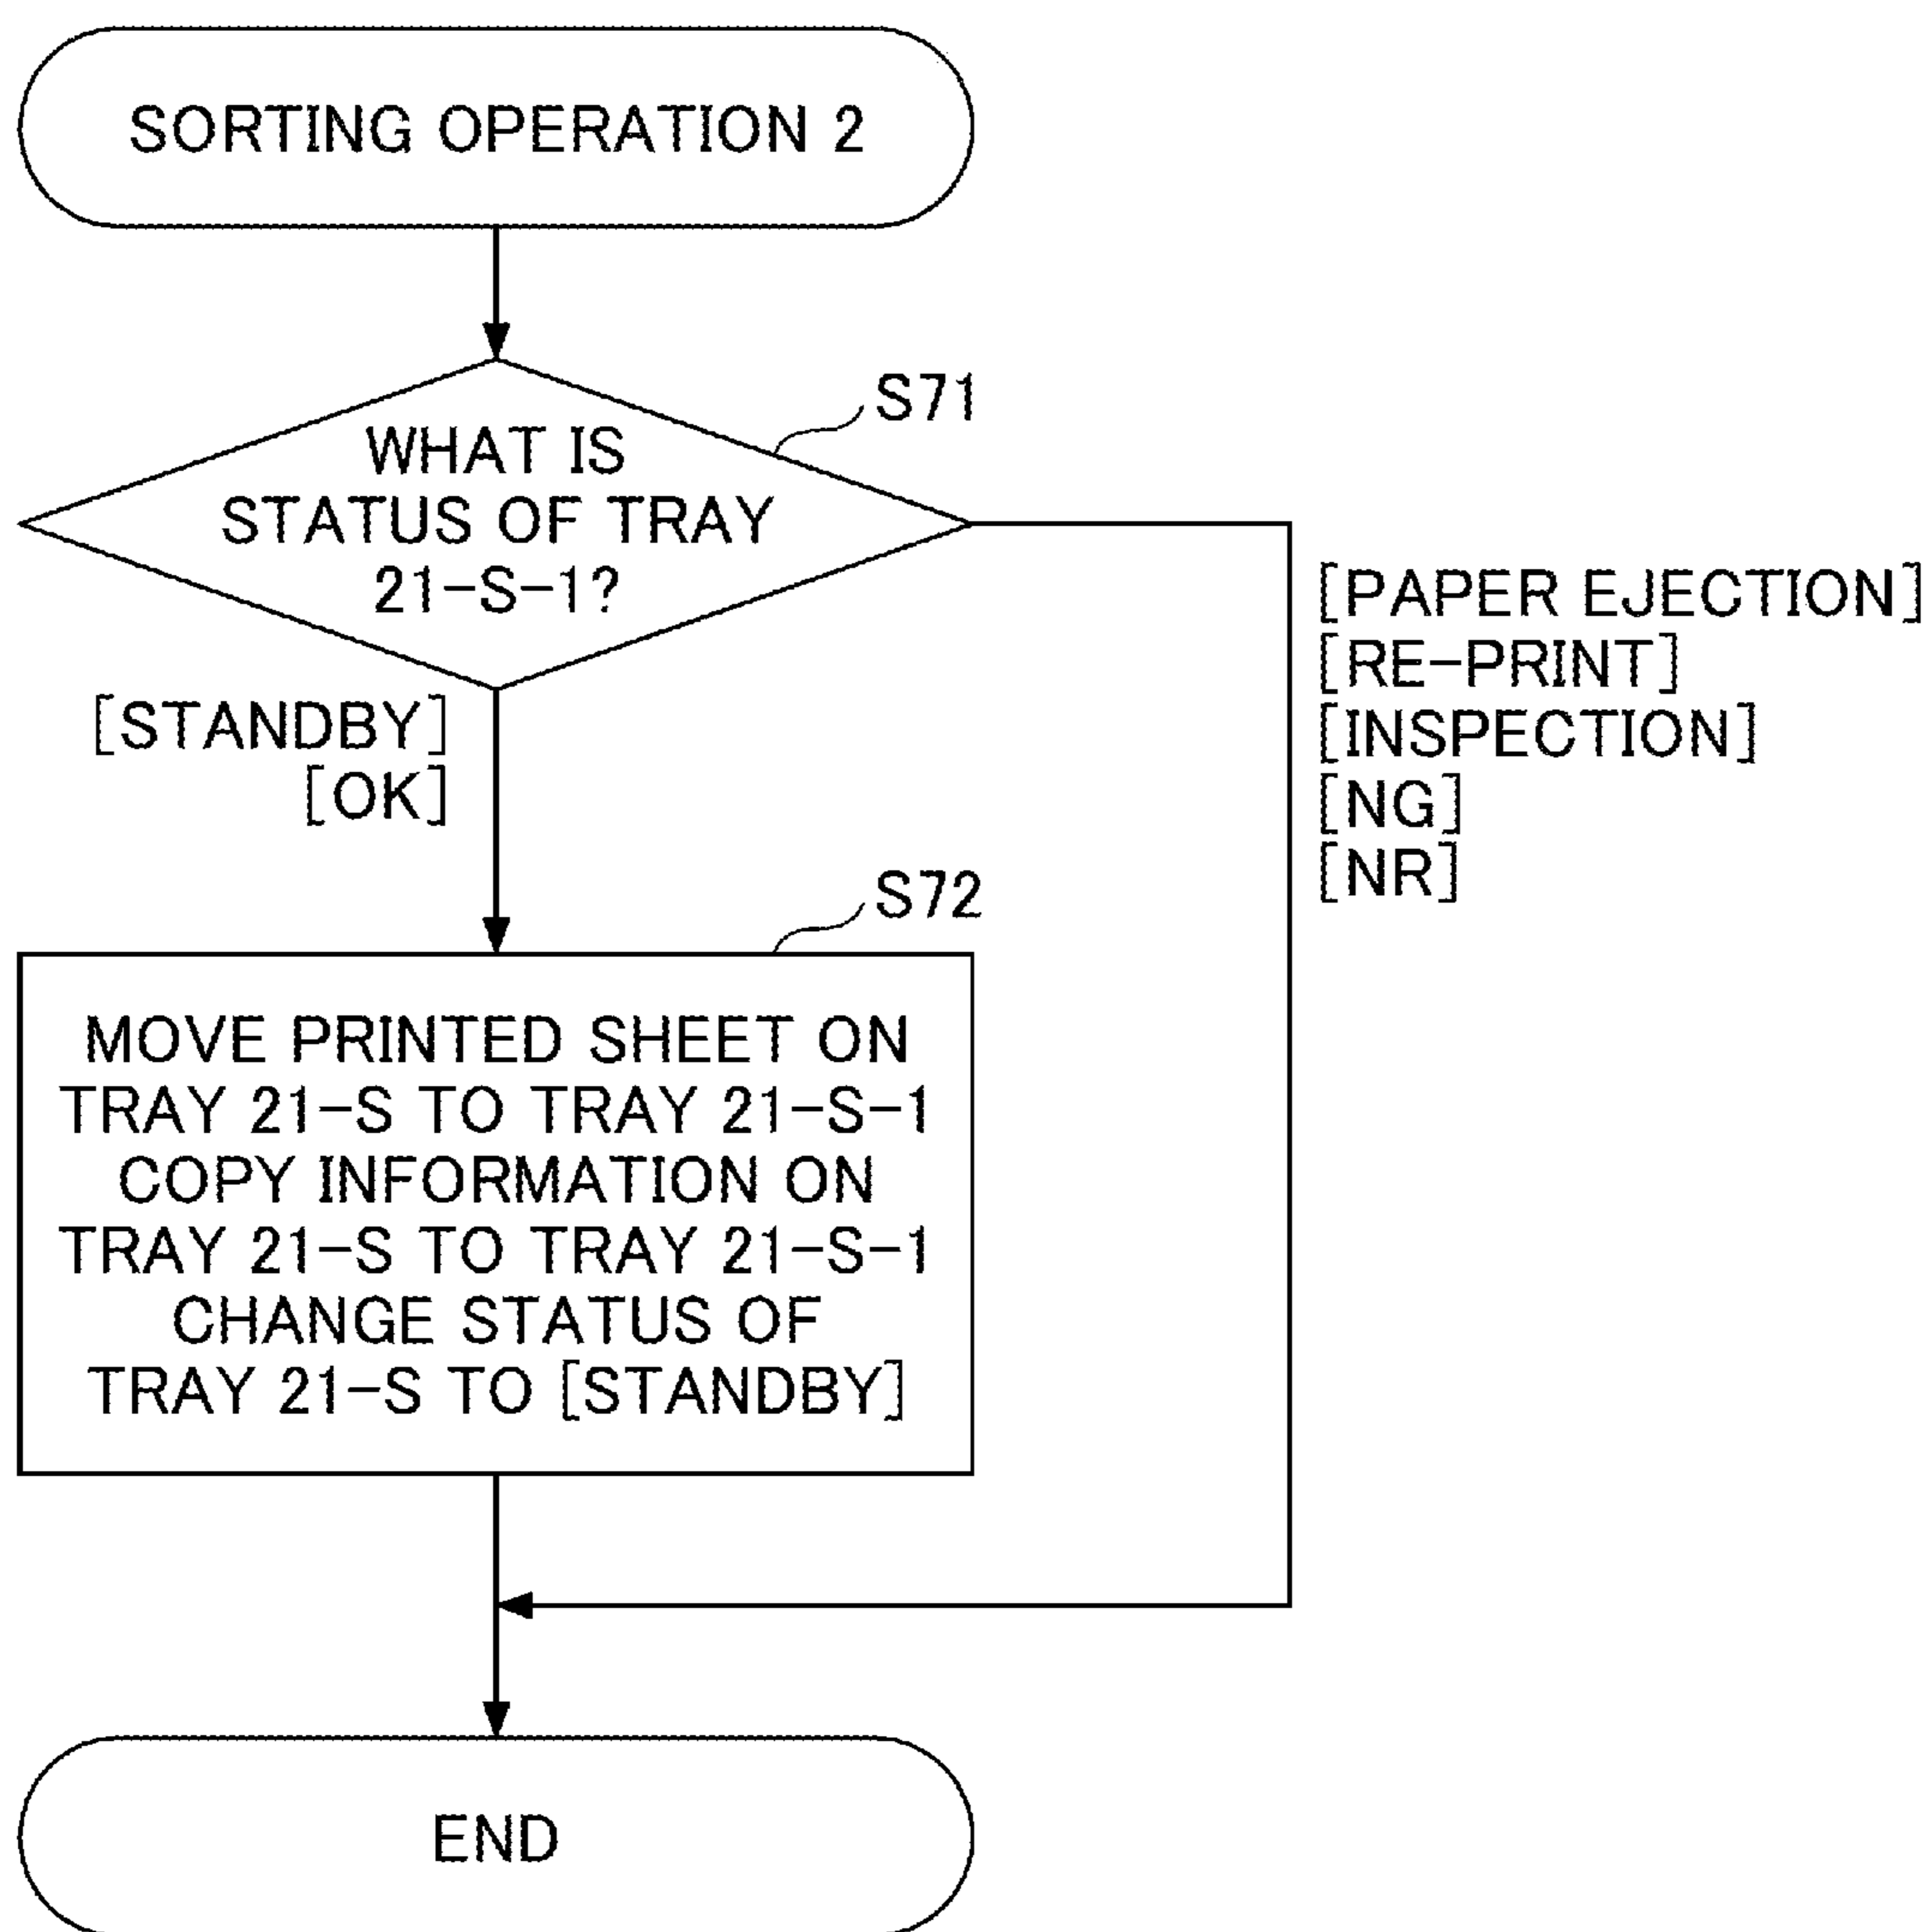 SORTING OPERATION 2
S71
WHAT IS
STATUS OF TRAY
21-S-1?
[PAPER EJECTION]
[RE-PRINT]
[INSPECTION]
[NG]
[NR]
[STANDBY]
[OK]
S72
MOVE PRINTED SHEET ON
TRAY 21-S TO TRAY 21-S-1
COPY INFORMATION ON
TRAY 21-S TO TRAY 21-S-1
CHANGE STATUS OF
TRAY 21-S TO [STANDBY]
END